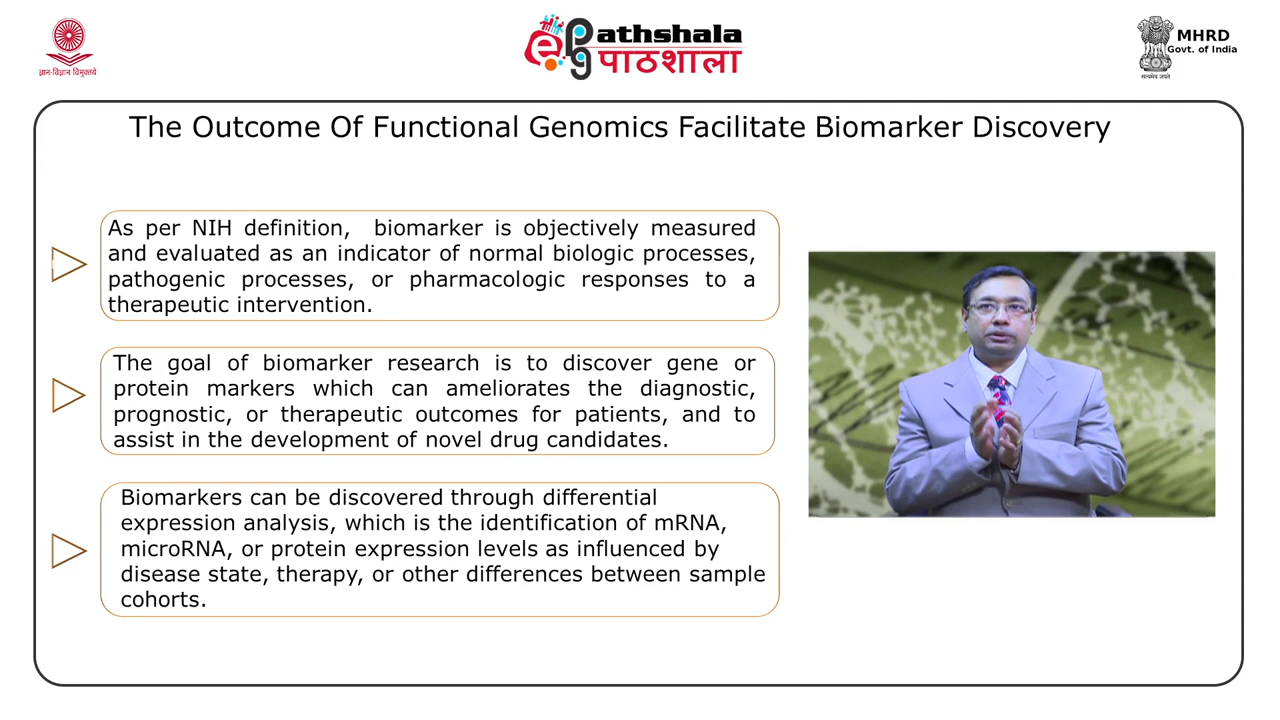 ज्ञान-विज्ञान विमुक्तये
ePathshala
पाठशाला
MHRD
Govt. of India
सत्यमेव जयते
The Outcome Of Functional Genomics Facilitate Biomarker Discovery
As per NIH definition, biomarker is objectively measured
and evaluated as an indicator of normal biologic processes,
pathogenic processes, or pharmacologic responses to a
therapeutic intervention.
The goal of biomarker research is to discover gene or
protein markers which can ameliorates the diagnostic,
prognostic, or therapeutic outcomes for patients, and to
assist in the development of novel drug candidates.
Biomarkers can be discovered through differential
expression analysis, which is the identification of mRNA,
microRNA, or protein expression levels as influenced by
disease state, therapy, or other differences between sample
cohorts.